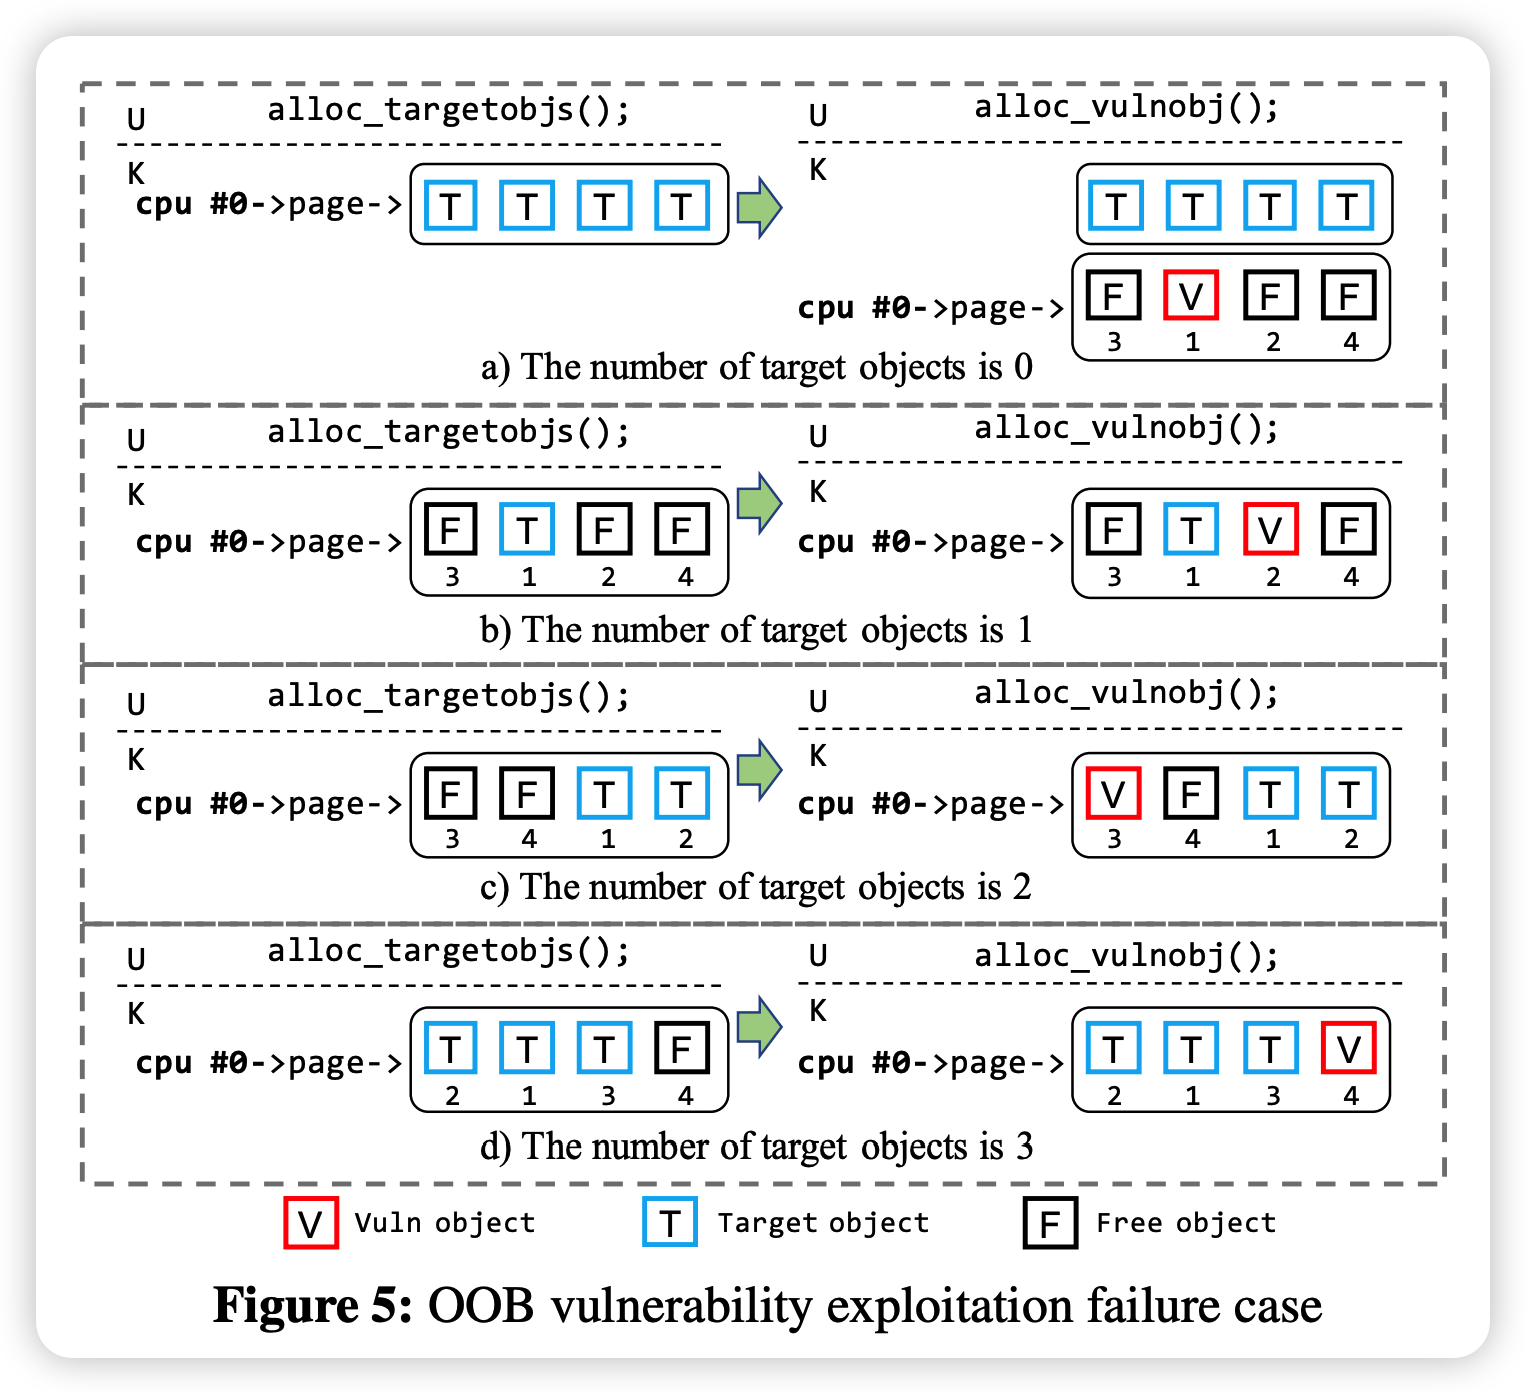 U alloc_targetobjs(); U alloc_vulnobj();
K K
cpu #0->page-> T T T T T T T T
cpu #0->page-> F V F F
3 1 2 4
a) The number of target objects is 0
U alloc_targetobjs(); U alloc_vulnobj();
K K
cpu #0->page-> F T F F cpu #0->page-> F T V F
3 1 2 4 3 1 2 4
b) The number of target objects is 1
U alloc_targetobjs(); U alloc_vulnobj();
K K
cpu #0->page-> F F T T cpu #0->page-> V F T T
3 4 1 2 3 4 1 2
c) The number of target objects is 2
U alloc_targetobjs(); U alloc_vulnobj();
K K
cpu #0->page-> T T T F cpu #0->page-> T T T V
2 1 3 4 2 1 3 4
d) The number of target objects is 3
V Vuln object T Target object F Free object
Figure 5: OOB vulnerability exploitation failure case